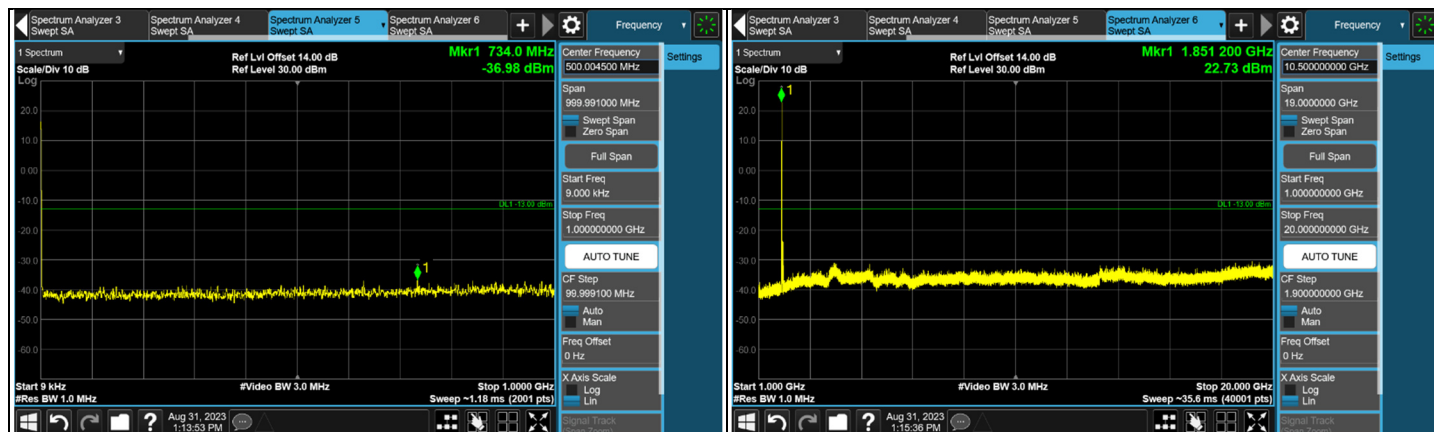 Spectrum Analyzer 3
Swept SA
Spectrum Analyzer 4
Swept SA
Spectrum Analyzer 5
Swept SA
Spectrum Analyzer 6
Swept SA
+
Frequency
1 Spectrum
Scale/Div 10 dB
Log
Ref Lvl Offset 14.00 dB
Ref Level 30.00 dBm
Mkr1 734.0 MHz
-36.98 dBm
20.0
10.0
0.00
-10.0
-20.0
-30.0
-40.0
-50.0
-60.0
DL1 -13.00 dBm
1
Start 9 kHz
#Res BW 1.0 MHz
#Video BW 3.0 MHz
Stop 1.0000 GHz
Sweep ~1.18 ms (2001 pts)
Center Frequency
500.004500 MHz
Settings
Span
999.991000 MHz
Swept Span
Zero Span
Full Span
Start Freq
9.000 kHz
Stop Freq
1.000000000 GHz
AUTO TUNE
CF Step
99.999100 MHz
Auto
Man
Freq Offset
0 Hz
X Axis Scale
Log
Lin
Signal Track
(Span Zoom)
?
Aug 31, 2023
1:13:53 PM
Spectrum Analyzer 3
Swept SA
Spectrum Analyzer 4
Swept SA
Spectrum Analyzer 5
Swept SA
Spectrum Analyzer 6
Swept SA
+
Frequency
1 Spectrum
Scale/Div 10 dB
Log
Ref Lvl Offset 14.00 dB
Ref Level 30.00 dBm
Mkr1 1.851 200 GHz
22.73 dBm
1
20.0
10.0
0.00
-10.0
-20.0
-30.0
-40.0
-50.0
-60.0
DL1 -13.00 dBm
Start 1.000 GHz
#Res BW 1.0 MHz
#Video BW 3.0 MHz
Stop 20.000 GHz
Sweep ~35.6 ms (40001 pts)
Center Frequency
10.500000000 GHz
Settings
Span
19.0000000 GHz
Swept Span
Zero Span
Full Span
Start Freq
1.000000000 GHz
Stop Freq
20.000000000 GHz
AUTO TUNE
CF Step
1.900000000 GHz
Auto
Man
Freq Offset
0 Hz
X Axis Scale
Log
Lin
Signal Track
(Span Zoom)
?
Aug 31, 2023
1:15:36 PM